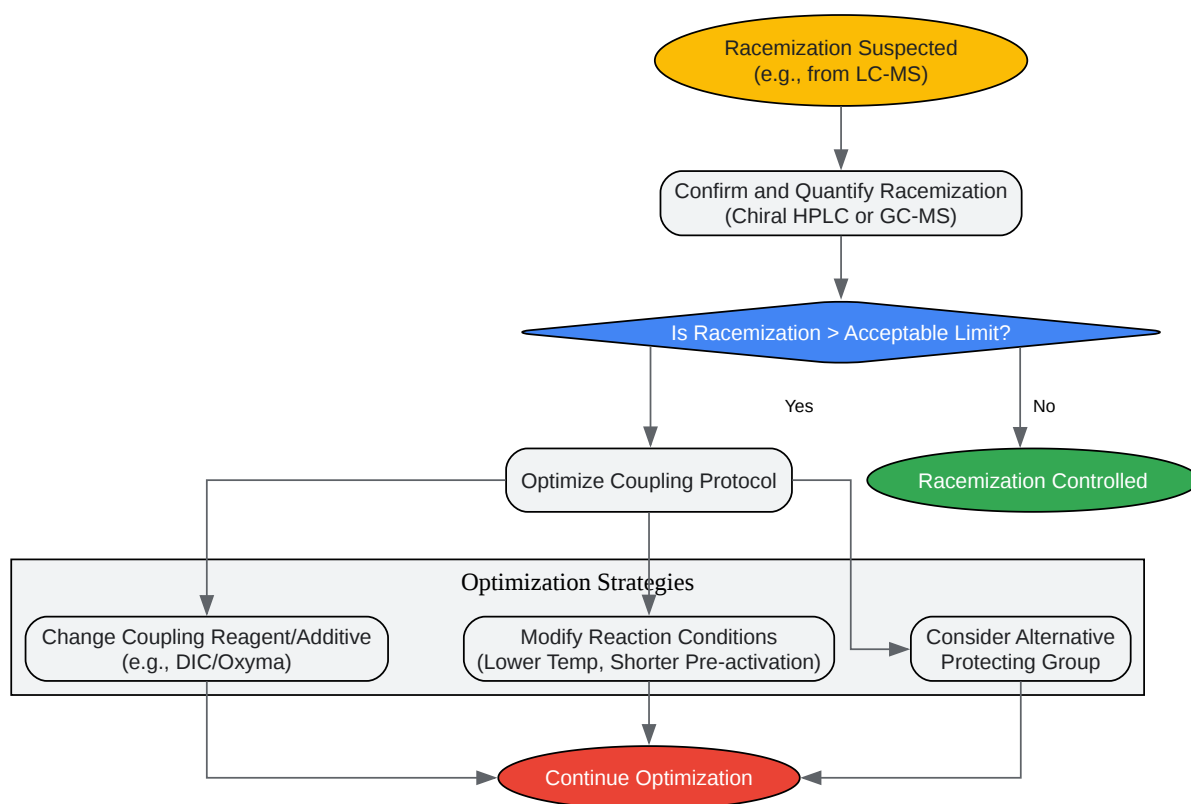 Racemization Suspected
(e.g., from LC-MS)
Confirm and Quantify Racemization
(Chiral HPLC or GC-MS)
Is Racemization > Acceptable Limit?
Yes
No
Optimize Coupling Protocol
Racemization Controlled
Optimization Strategies
Change Coupling Reagent/Additive
(e.g., DIC/Oxyma)
Modify Reaction Conditions
(Lower Temp, Shorter Pre-activation)
Consider Alternative
Protecting Group
Continue Optimization